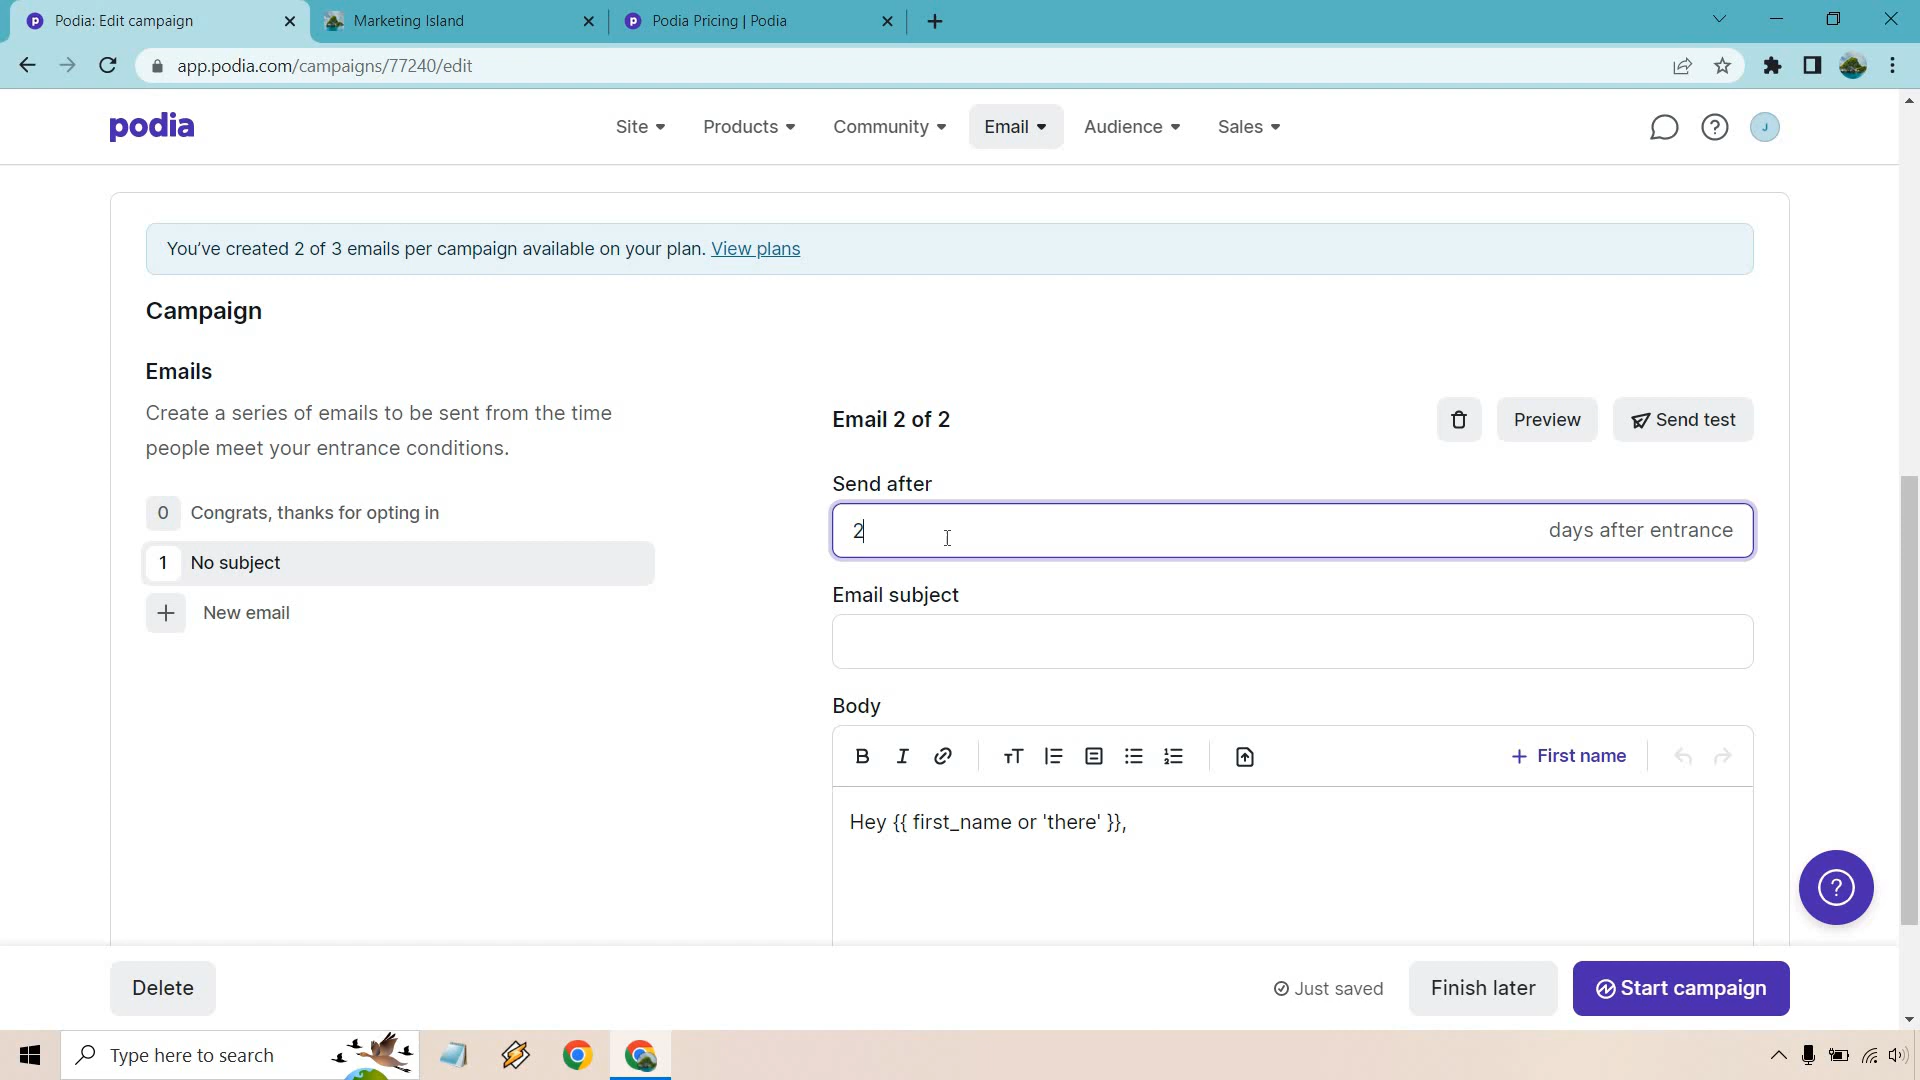 Podia: Edit campaign
Marketing Island
Podia Pricing | Podia
app.podia.com/campaigns/77240/edit
podia
Site
Products
Community
Email
Audience
Sales
J
You've created 2 of 3 emails per campaign available on your plan. View plans
Campaign
Emails
Create a series of emails to be sent from the time
people meet your entrance conditions.
0 Congrats, thanks for opting in
1 No subject
New email
Email 2 of 2
Preview
Send test
Send after
2
days after entrance
Email subject
Body
+ First name
Hey {{ first_name or 'there' }},
Delete
Just saved
Finish later
Start campaign
Type here to search